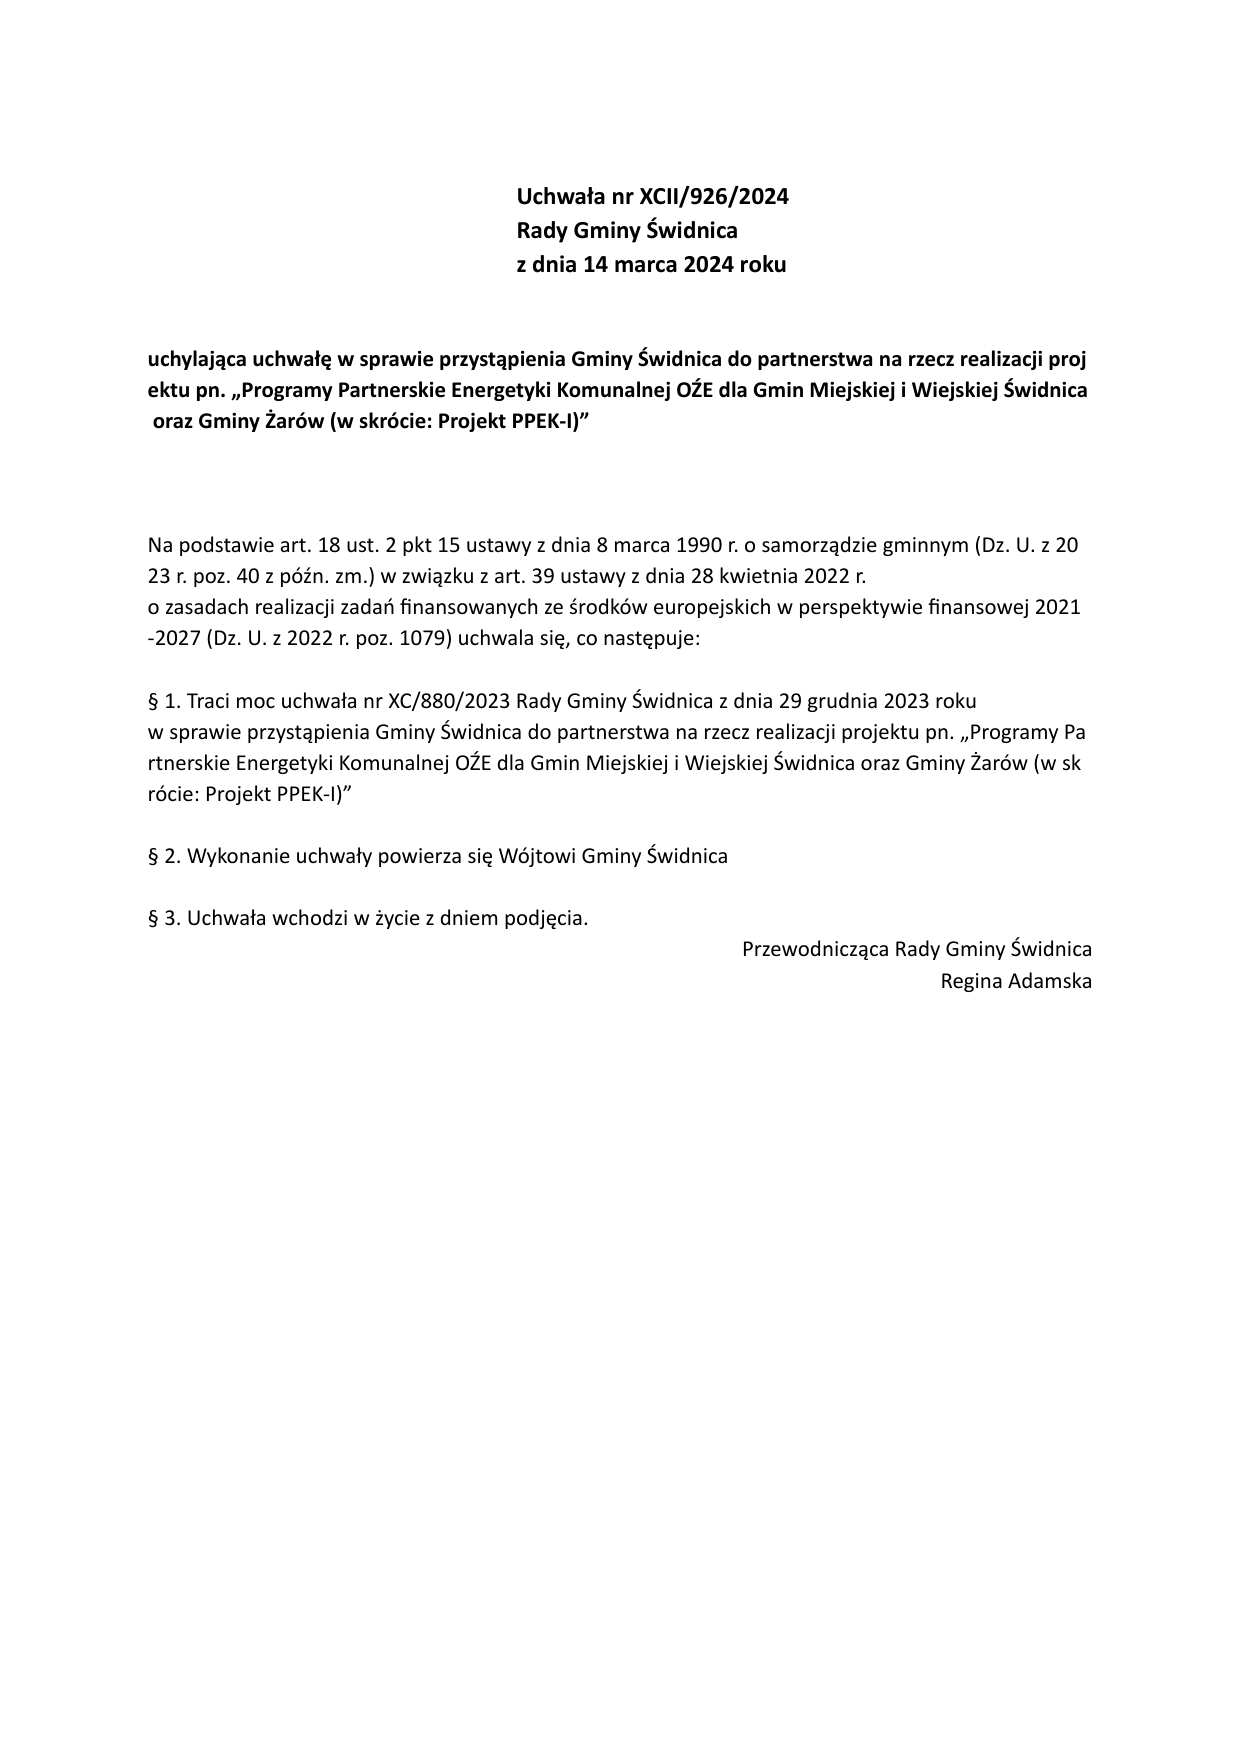 Uchwała nr XCII/926/2024
Rady Gminy Świdnica
z dnia 14 marca 2024 roku
uchylająca uchwałę w sprawie przystąpienia Gminy Świdnica do partnerstwa na rzecz realizacji proj
ektu pn. „Programy Partnerskie Energetyki Komunalnej OŹE dla Gmin Miejskiej i Wiejskiej Świdnica
oraz Gminy Żarów (w skrócie: Projekt PPEK-I)”
Na podstawie art. 18 ust. 2 pkt 15 ustawy z dnia 8 marca 1990 r. o samorządzie gminnym (Dz. U. z 20
23 r. poz. 40 z późn. zm.) w związku z art. 39 ustawy z dnia 28 kwietnia 2022 r.
o zasadach realizacji zadań finansowanych ze środków europejskich w perspektywie finansowej 2021
-2027 (Dz. U. z 2022 r. poz. 1079) uchwala się, co następuje:
§ 1. Traci moc uchwała nr XC/880/2023 Rady Gminy Świdnica z dnia 29 grudnia 2023 roku
w sprawie przystąpienia Gminy Świdnica do partnerstwa na rzecz realizacji projektu pn. „Programy Pa
rtnerskie Energetyki Komunalnej OŹE dla Gmin Miejskiej i Wiejskiej Świdnica oraz Gminy Żarów (w sk
rócie: Projekt PPEK-I)”
§ 2. Wykonanie uchwały powierza się Wójtowi Gminy Świdnica
§ 3. Uchwała wchodzi w życie z dniem podjęcia.
Przewodnicząca Rady Gminy Świdnica
Regina Adamska